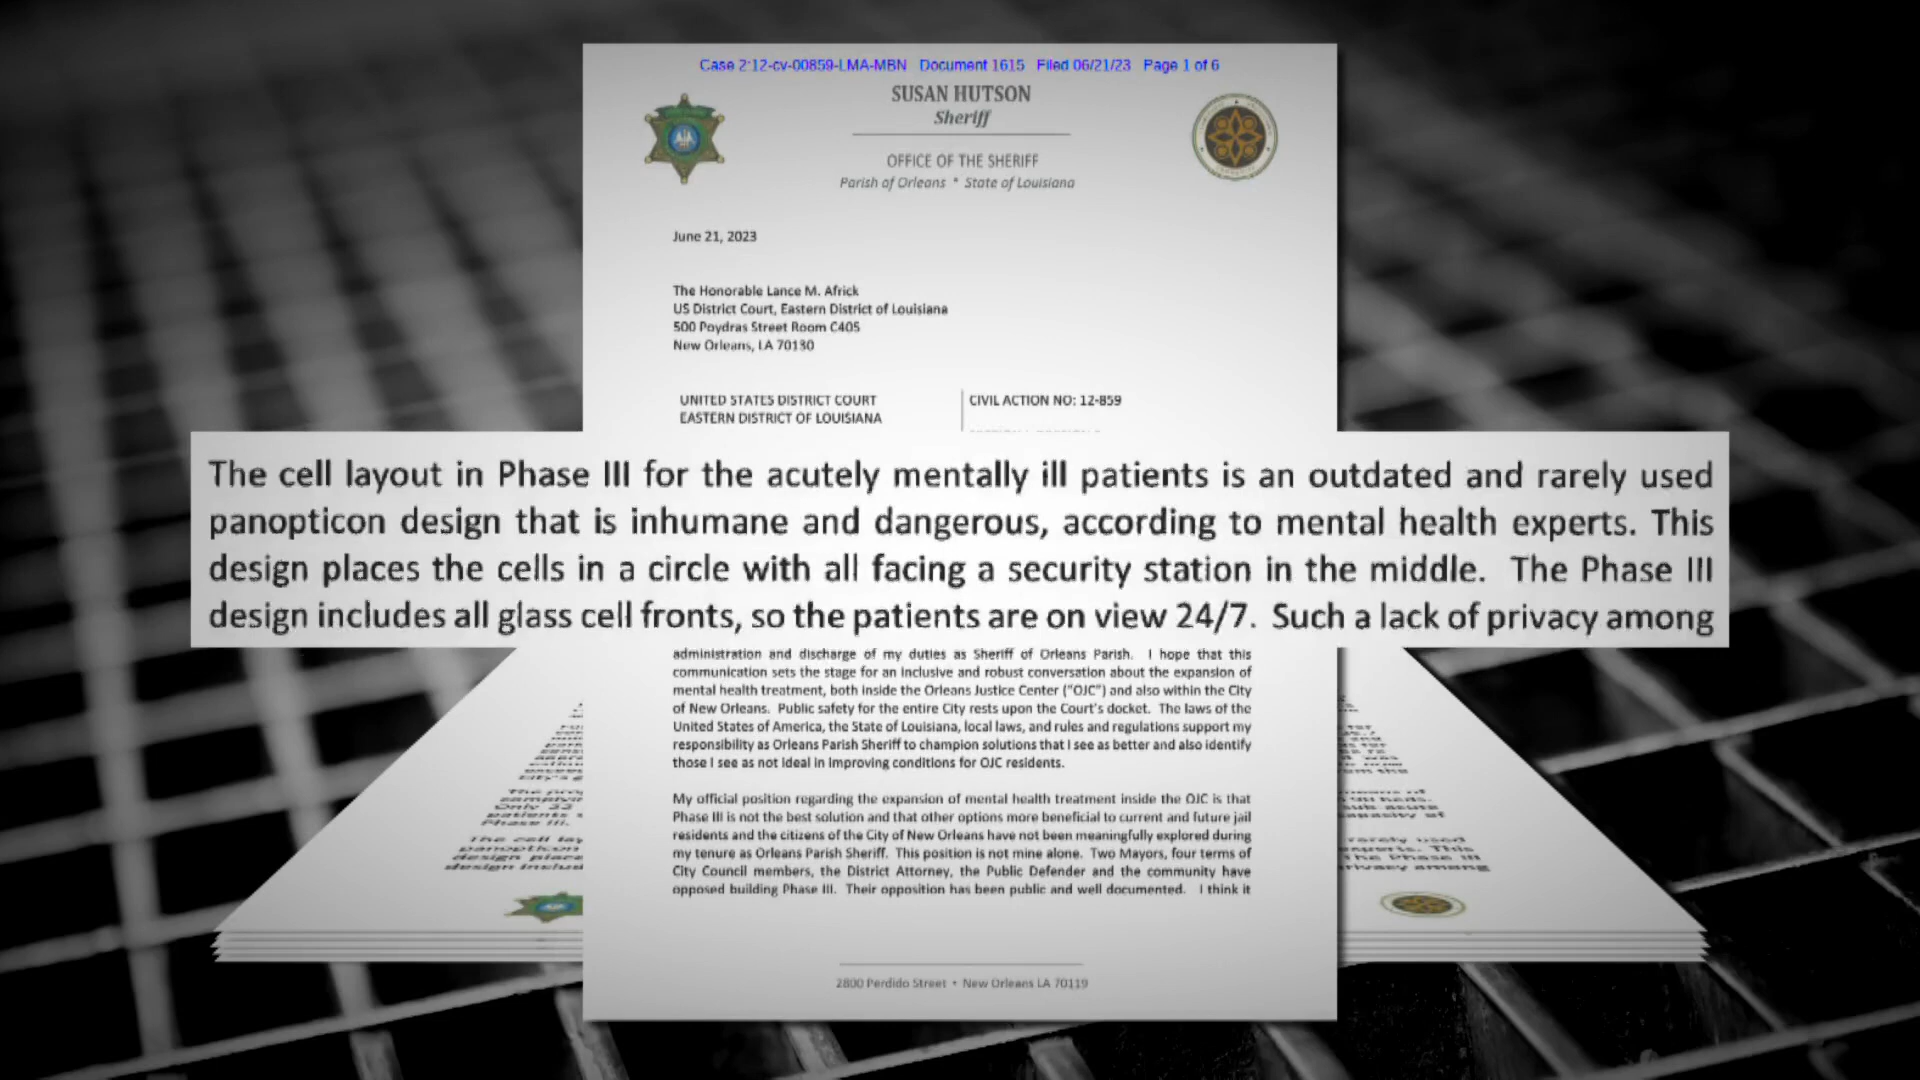 Case 2:12-cv-00859-LMA-MBN Document 1615 Filed 06/21/23 Page 1 of 6
SUSAN HUTSON
Sheriff
OFFICE OF THE SHERIFF
Parish of Orleans * State of Louisiana
June 21, 2023
The Honorable Lance M. Africk
US District Court, Eastern District of Louisiana
500 Poydras Street Room C405
New Orleans, LA 70130
UNITED STATES DISTRICT COURT
EASTERN DISTRICT OF LOUISIANA
CIVIL ACTION NO: 12-859
The cell layout in Phase III for the acutely mentally ill patients is an outdated and rarely used
panopticon design that is inhumane and dangerous, according to mental health experts. This
design places the cells in a circle with all facing a security station in the middle. The Phase III
design includes all glass cell fronts, so the patients are on view 24/7. Such a lack of privacy among
administration and discharge of my duties as Sheriff of Orleans Parish. I hope that this
communication sets the stage for an inclusive and robust conversation about the expansion of
mental health treatment, both inside the Orleans Justice Center ("OJC") and also within the City
of New Orleans. Public safety for the entire City rests upon the Court's docket. The laws of the
United States of America, the State of Louisiana, local laws, and rules and regulations support my
responsibility as Orleans Parish Sheriff to champion solutions that I see as better and also identify
those I see as not ideal in improving conditions for OJC residents.
My official position regarding the expansion of mental health treatment inside the OJC is that
Phase III is not the best solution and that other options more beneficial to current and future jail
residents and the citizens of the City of New Orleans have not been meaningfully explored during
my tenure as Orleans Parish Sheriff. This position is not mine alone. Two Mayors, four terms of
City Council members, the District Attorney, the Public Defender and the community have
opposed building Phase III. Their opposition has been public and well documented. I think it
2800 Perdido Street * New Orleans LA 70119
The cell lay
panopticon
design place
design includ
rarely used
experts. This
The Phase III
privacy among